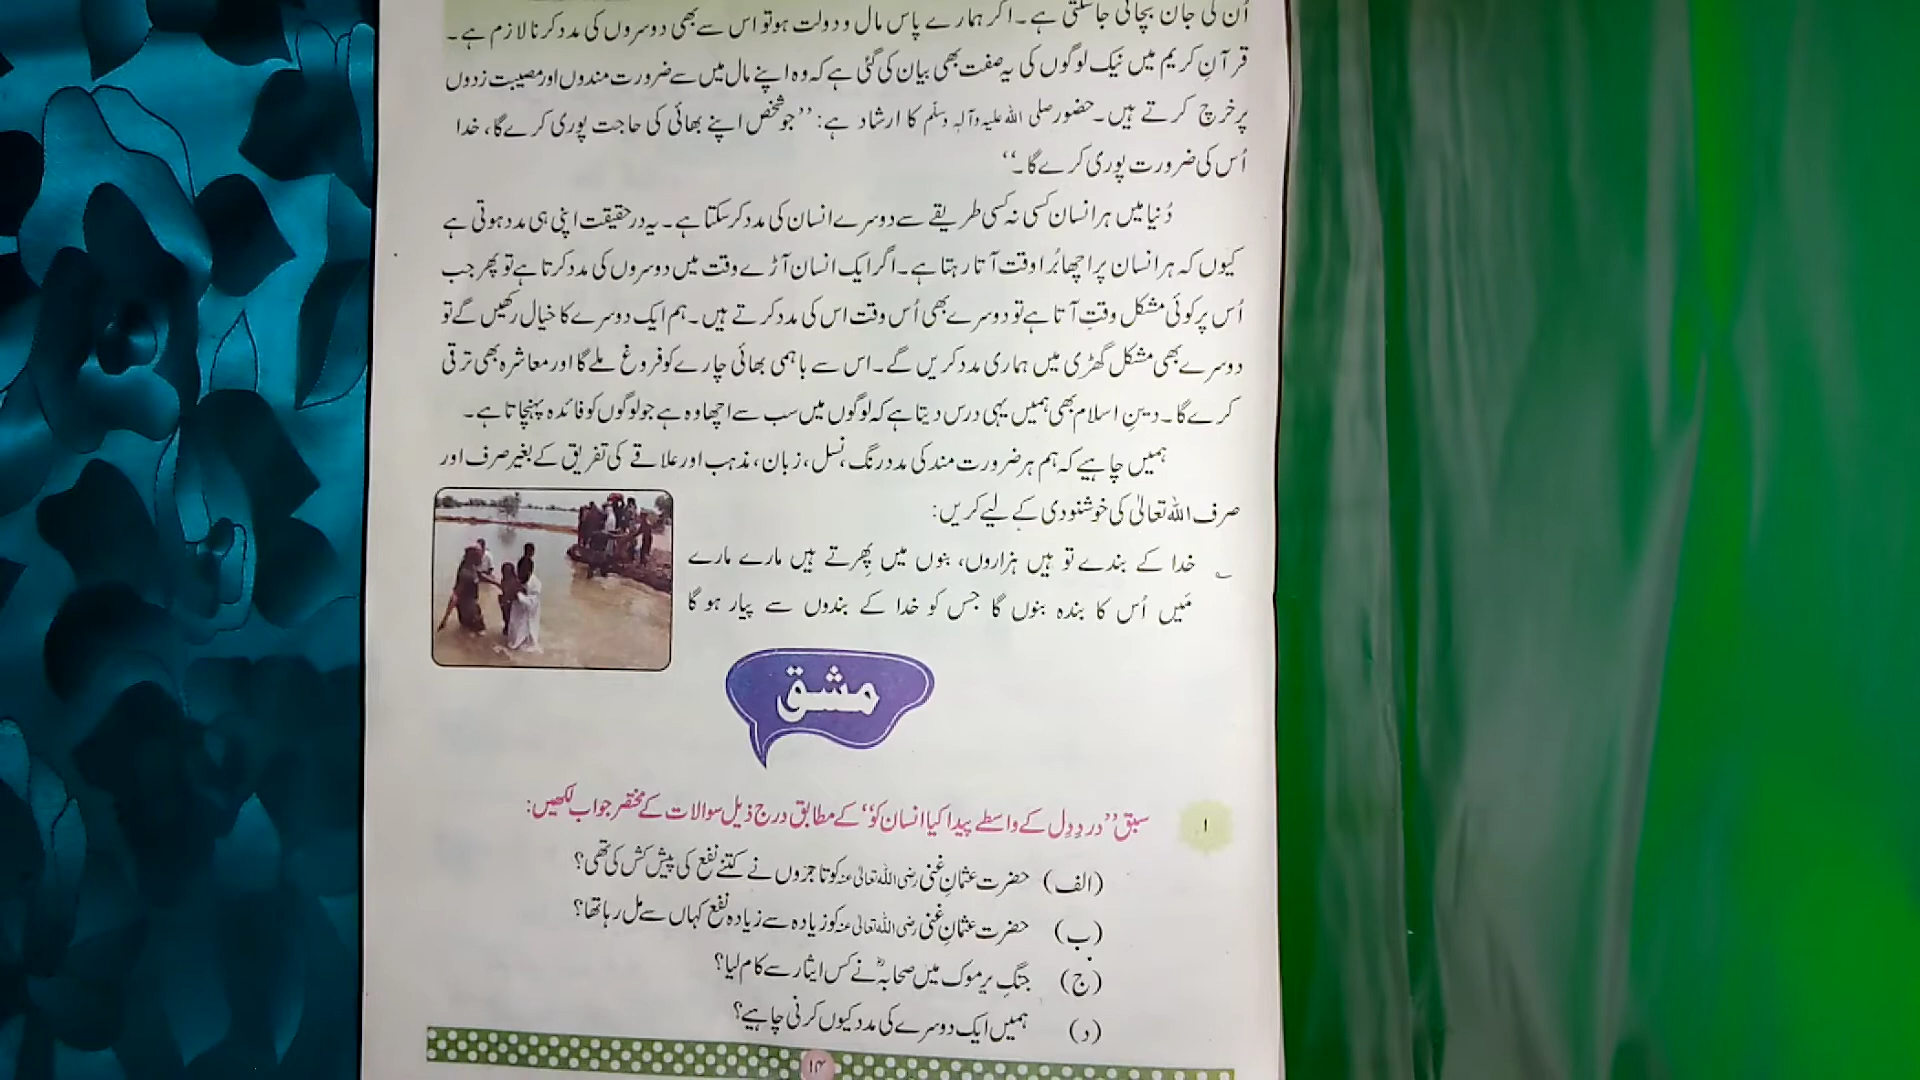 اُن کی جان بچائی جاسکتی ہے۔ اگر ہمارے پاس مال و دولت ہو تو اس سے بھی دوسروں کی مدد کرنا لازم ہے۔
قرآنِ کریم میں نیک لوگوں کی یہ صفت بھی بیان کی گئی ہے کہ وہ اپنے مال میں سے ضرورت مندوں اور مصیبت زدوں
پر خرچ کرتے ہیں۔ حضور صلی اللہ علیہ وآلہٖ وسلّم کا ارشاد ہے: ”جو شخص اپنے بھائی کی حاجت پوری کرے گا، خدا
اُس کی ضرورت پوری کرے گا۔“
دُنیا میں ہر انسان کسی نہ کسی طریقے سے دوسرے انسان کی مدد کر سکتا ہے۔ یہ درحقیقت اپنی ہی مدد ہوتی ہے
کیوں کہ ہر انسان پر اچھا بُرا وقت آتا رہتا ہے۔ اگر ایک انسان آڑے وقت میں دوسروں کی مدد کرتا ہے تو پھر جب
اُس پر کوئی مشکل وقت آتا ہے تو دوسرے بھی اُس وقت اس کی مدد کرتے ہیں۔ ہم ایک دوسرے کا خیال رکھیں گے تو
دوسرے بھی مشکل گھڑی میں ہماری مدد کریں گے۔ اس سے باہمی بھائی چارے کو فروغ ملے گا اور معاشرہ بھی ترقی
کرے گا۔ دینِ اسلام بھی ہمیں یہی درس دیتا ہے کہ لوگوں میں سب سے اچھا وہ ہے جو لوگوں کو فائدہ پہنچاتا ہے۔
ہمیں چاہیے کہ ہم ہر ضرورت مند کی مدد رنگ، نسل، زبان، مذہب اور علاقے کی تفریق کے بغیر صرف اور
صرف اللہ تعالیٰ کی خوشنودی کے لیے کریں:
؎ خدا کے بندے تو ہیں ہزاروں، بنوں میں پھرتے ہیں مارے مارے
مَیں اُس کا بندہ بنوں گا جس کو خدا کے بندوں سے پیار ہو گا
مشق
۱ سبق ”دردِ دِل کے واسطے پیدا کیا انسان کو“ کے مطابق درج ذیل سوالات کے مختصر جواب لکھیں:
(الف) حضرت عثمانِ غنی رضی اللہ تعالیٰ عنہ کو تاجروں نے کتنے نفع کی پیش کش کی تھی؟
(ب) حضرت عثمانِ غنی رضی اللہ تعالیٰ عنہ کو زیادہ سے زیادہ نفع کہاں سے مل رہا تھا؟
(ج) جنگِ یرموک میں صحابہؓ نے کس ایثار سے کام لیا؟
(د) ہمیں ایک دوسرے کی مدد کیوں کرنی چاہیے؟
۱۴